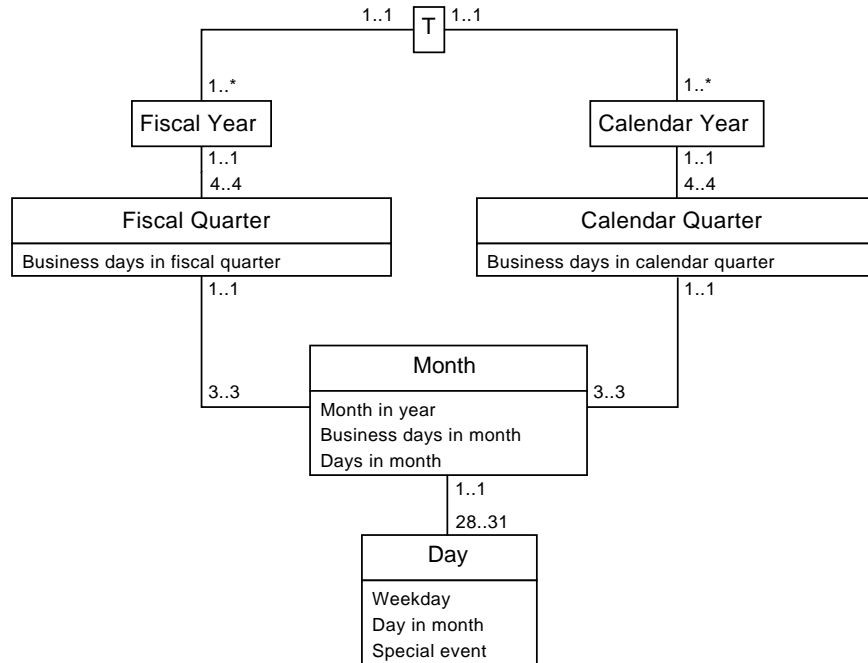 1..1 T 1..1
1..* 1..*
Fiscal Year Calendar Year
1..1 1..1
4..4 4..4
Fiscal Quarter Calendar Quarter
Business days in fiscal quarter Business days in calendar quarter
1..1 1..1
Month
3..3 3..3
Month in year
Business days in month
Days in month
1..1
28..31
Day
Weekday
Day in month
Special event